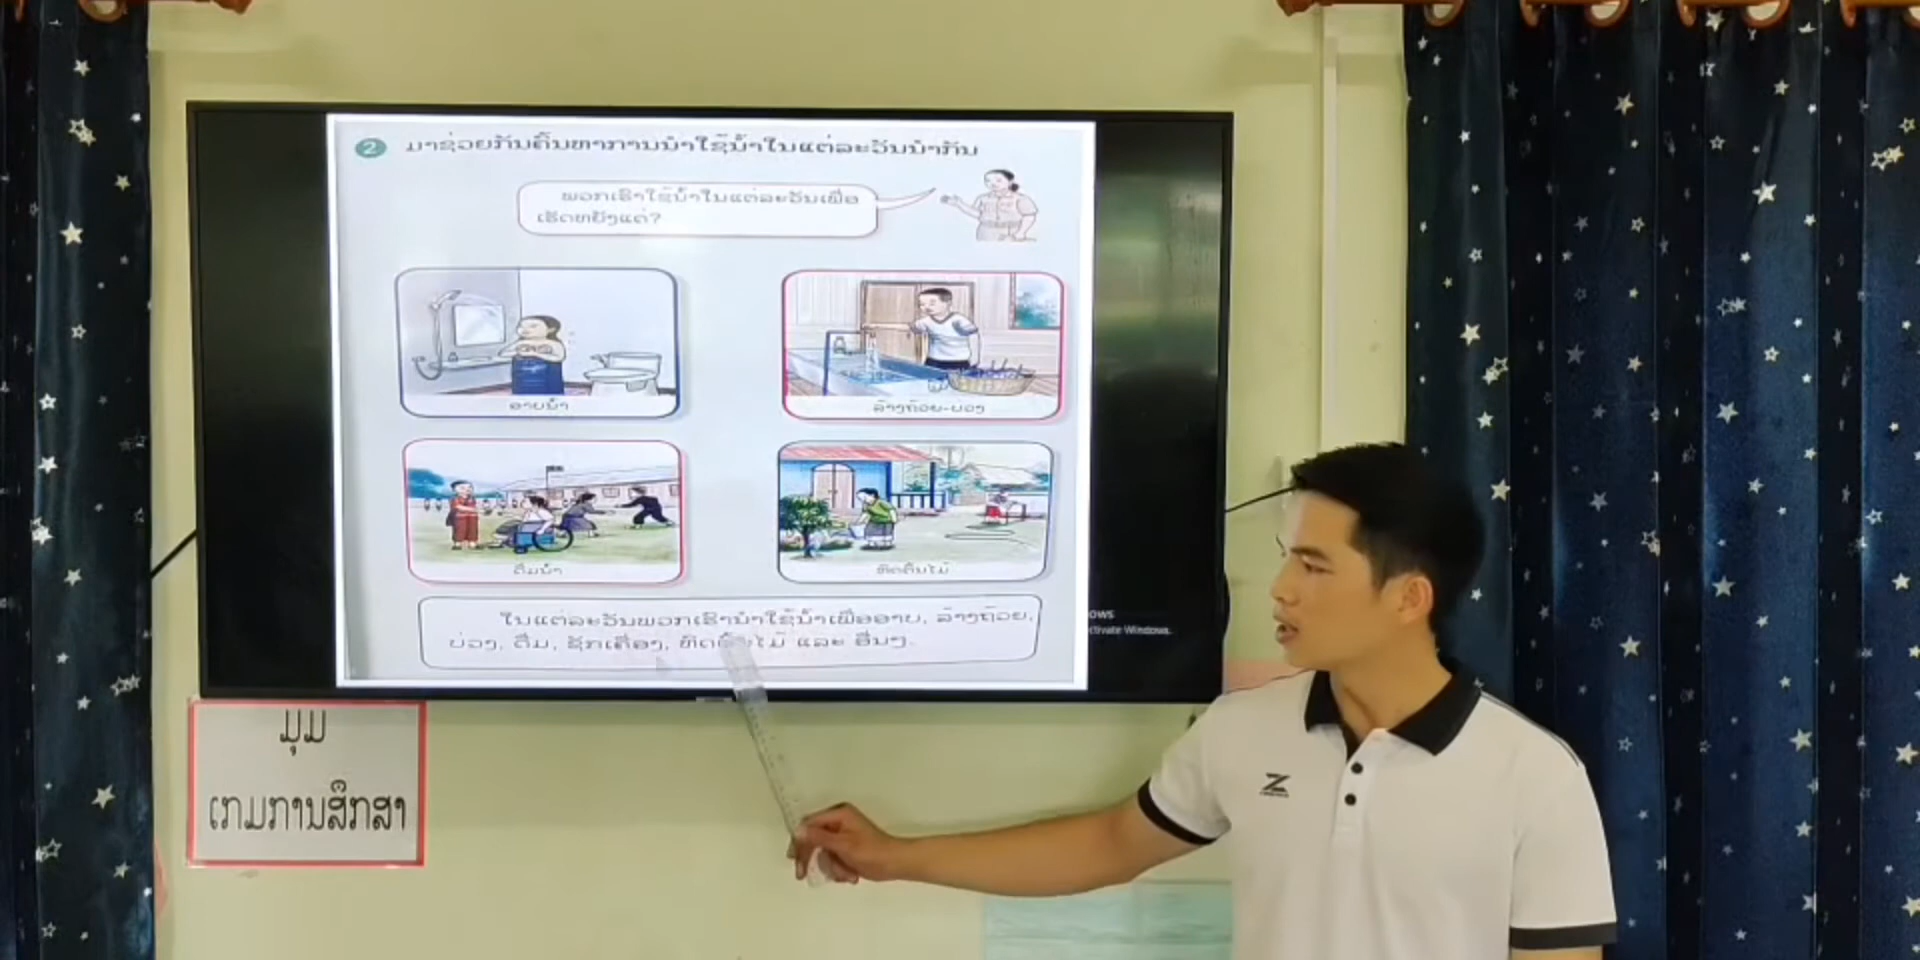 2 ມາຊ່ວຍກັນຄົ້ນຫາການນໍາໃຊ້ນໍ້າໃນແຕ່ລະວັນນໍາກັນ
ພວກເຮົາໃຊ້ນໍ້າໃນແຕ່ລະວັນເພື່ອ
ເຮັດຫຍັງແດ່?
ອາບນໍ້າ
ລ້າງຖ້ວຍ-ບ່ວງ
ດື່ມນໍ້າ
ຫົດຕົ້ນໄມ້
ໃນແຕ່ລະວັນພວກເຮົານໍາໃຊ້ນໍ້າເພື່ອອາບ, ລ້າງຖ້ວຍ,
ບ່ວງ, ດື່ມ, ຊັກເຄື່ອງ, ຫົດຕົ້ນໄມ້ ແລະ ອື່ນໆ.
ctivate Windows.
ມຸມ
ເກມການສຶກສາ